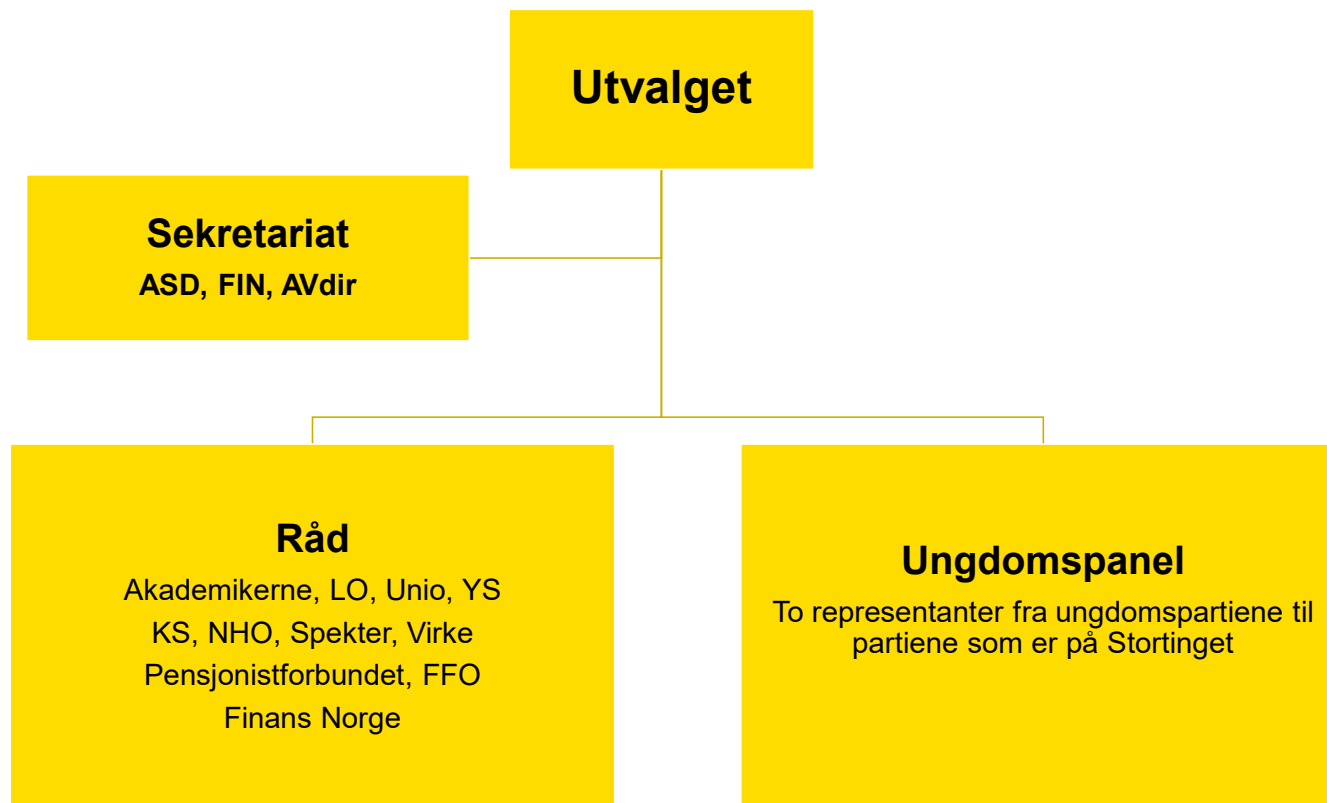 Utvalget
Sekretariat
ASD, FIN, AVdir
Råd
Akademikerne, LO, Unio, YS
KS, NHO, Spekter, Virke
Pensjonistforbundet, FFO
Finans Norge
Ungdomspanel
To representanter fra ungdomspartiene til
partiene som er på Stortinget